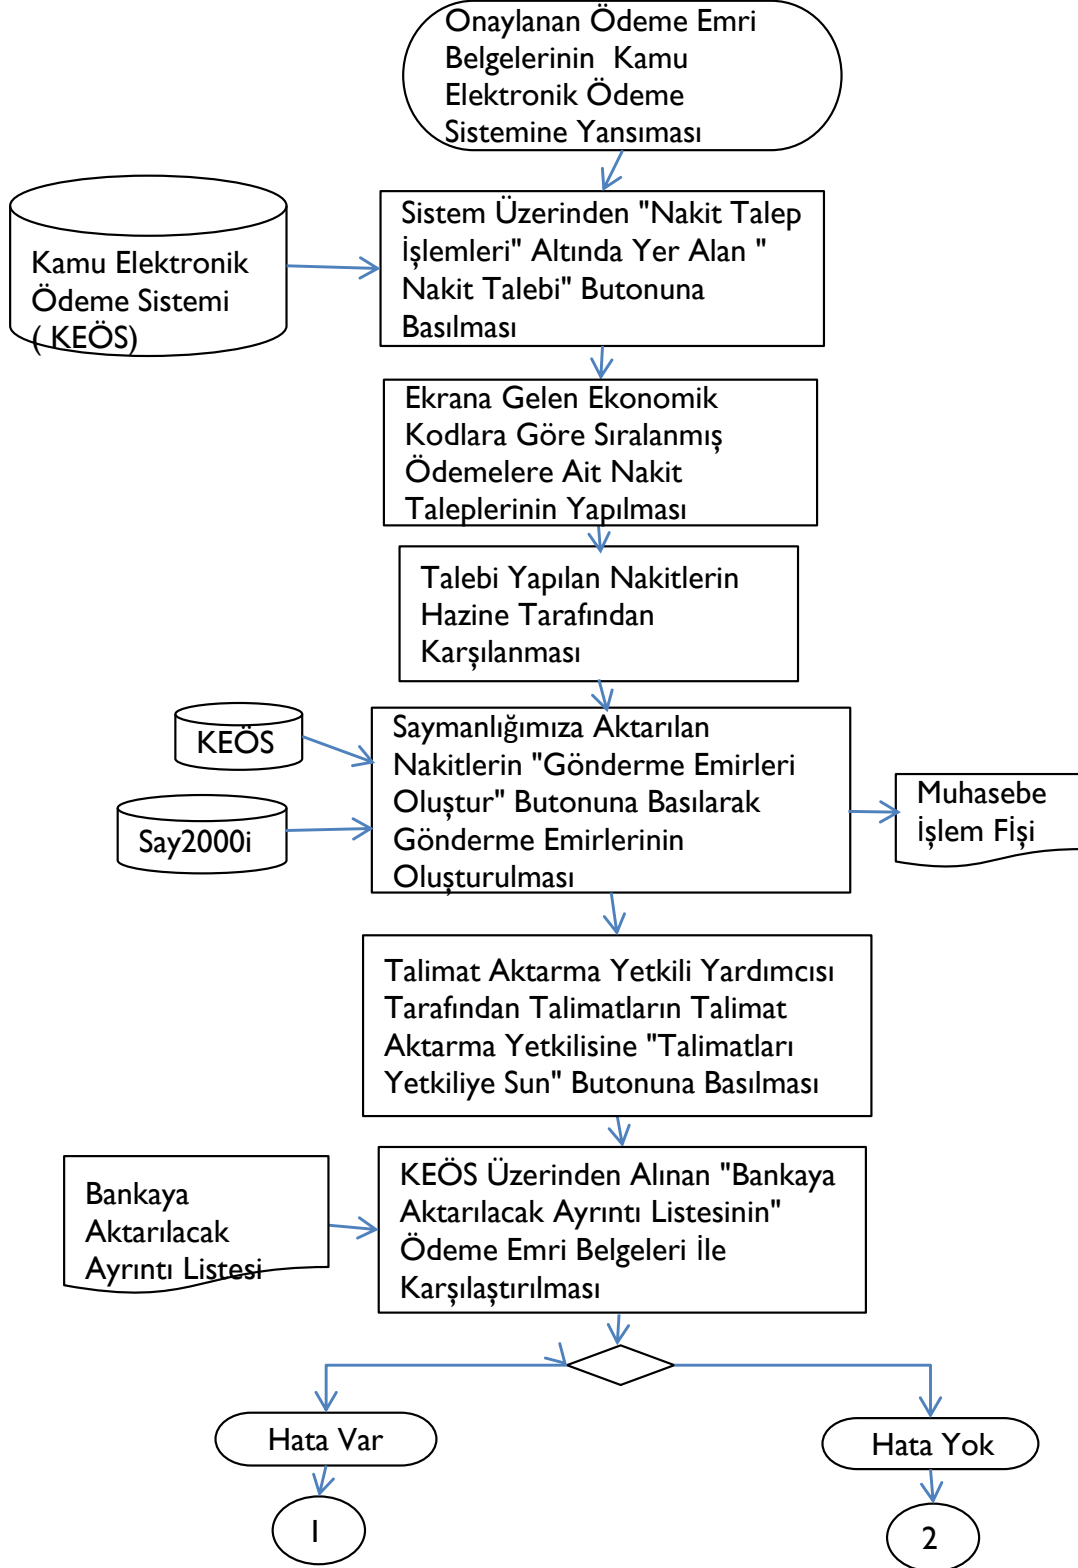 Onaylanan Ödeme Emri
Belgelerinin Kamu
Elektronik Ödeme
Sistemine Yansıması
Kamu Elektronik
Ödeme Sistemi
( KEÖS)
Sistem Üzerinden "Nakit Talep
İşlemleri" Altında Yer Alan "
Nakit Talebi" Butonuna
Basılması
Ekrana Gelen Ekonomik
Kodlara Göre Sıralanmış
Ödemelere Ait Nakit
Taleplerinin Yapılması
Talebi Yapılan Nakitlerin
Hazine Tarafından
Karşılanması
KEÖS
Say2000i
Saymanlığımıza Aktarılan
Nakitlerin "Gönderme Emirleri
Oluştur" Butonuna Basılarak
Gönderme Emirlerinin
Oluşturulması
Muhasebe
İşlem Fişi
Talimat Aktarma Yetkili Yardımcısı
Tarafından Talimatların Talimat
Aktarma Yetkilisine "Talimatları
Yetkiliye Sun" Butonuna Basılması
Bankaya
Aktarılacak
Ayrıntı Listesi
KEÖS Üzerinden Alınan "Bankaya
Aktarılacak Ayrıntı Listesinin"
Ödeme Emri Belgeleri İle
Karşılaştırılması
Hata Var
Hata Yok
1
2